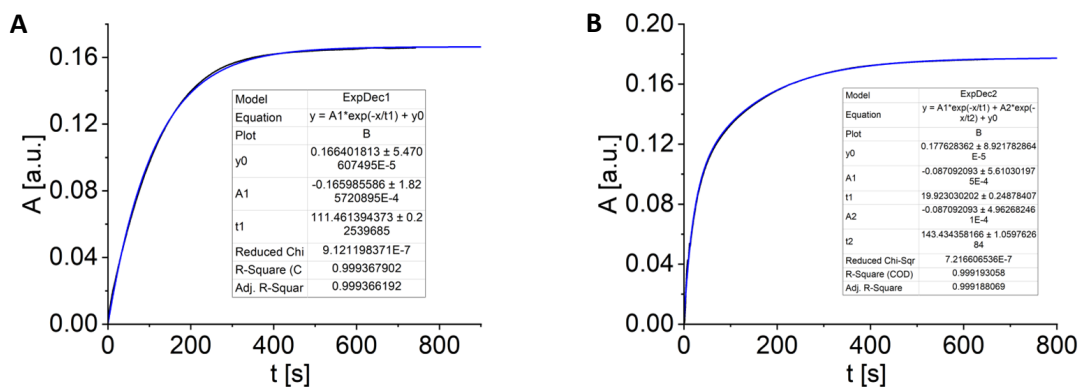 A
0.16
0.12
0.08
0.04
0.00
A [a.u.]
0 200 400 600 800
t [s]
Model ExpDec1
Equation y = A1*exp(-x/t1) + y0
Plot B
y0 0.166401813 ± 5.470
607495E-5
A1 -0.165985586 ± 1.82
5720895E-4
t1 111.461394373 ± 0.2
2539685
Reduced Chi 9.121198371E-7
R-Square (C 0.999367902
Adj. R-Squar 0.999366192
B
0.20
0.16
0.12
0.08
0.04
0.00
A [a.u.]
0 200 400 600 800
t [s]
Model ExpDec2
Equation y = A1*exp(-x/t1) + A2*exp(-
x/t2) + y0
Plot B
y0 0.177628362 ± 8.921782864
E-5
A1 -0.087092093 ± 5.61030197
5E-4
t1 19.923030202 ± 0.24878407
A2 -0.087092093 ± 4.96268246
1E-4
t2 143.434358166 ± 1.0597626
84
Reduced Chi-Sqr 7.216606536E-7
R-Square (COD) 0.999193058
Adj. R-Square 0.999188069